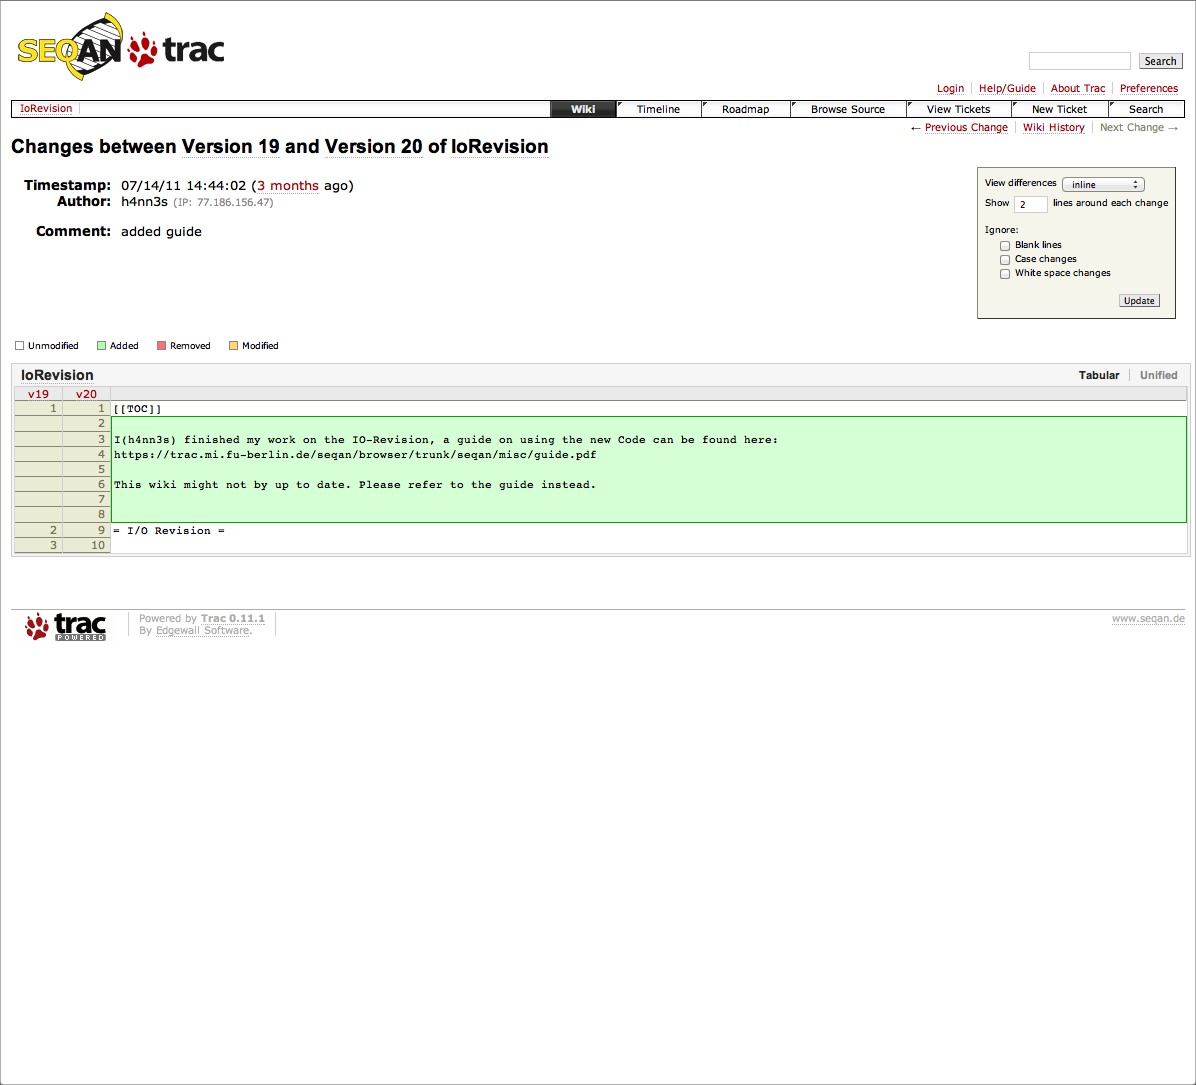 SEQAN trac
Search
Login Help/Guide About Trac Preferences
IoRevision Wiki Timeline Roadmap Browse Source View Tickets New Ticket Search
← Previous Change Wiki History Next Change →
Changes between Version 19 and Version 20 of IoRevision
Timestamp: 07/14/11 14:44:02 (3 months ago)
Author: h4nn3s (IP: 77.186.156.47)
Comment: added guide
View differences inline
Show 2 lines around each change
Ignore:
Blank lines
Case changes
White space changes
Update
Unmodified Added Removed Modified
IoRevision Tabular Unified
v19 v20
1 1 [[TOC]]
2
3 I(h4nn3s) finished my work on the IO-Revision, a guide on using the new Code can be found here:
4 https://trac.mi.fu-berlin.de/seqan/browser/trunk/seqan/misc/guide.pdf
5
6 This wiki might not by up to date. Please refer to the guide instead.
7
8
2 9 = I/O Revision =
3 10
trac POWERED
Powered by Trac 0.11.1
By Edgewall Software.
www.seqan.de